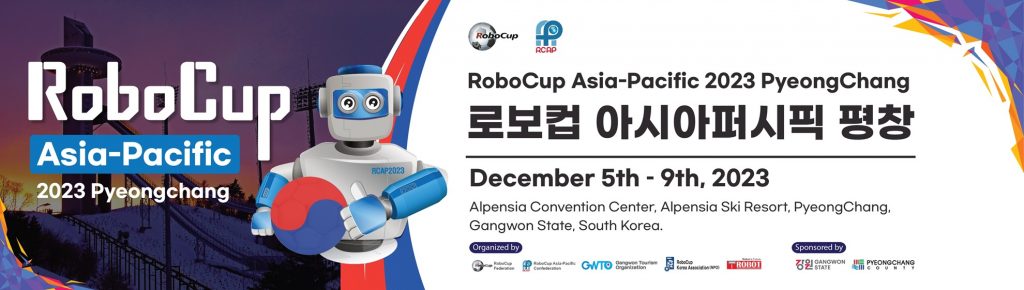 RoboCup
Asia-Pacific
2023 Pyeongchang
RCAP2023
RoboCup
RCAP
RoboCup Asia-Pacific 2023 PyeongChang
로보컵 아시아퍼시픽 평창
December 5th - 9th, 2023
Alpensia Convention Center, Alpensia Ski Resort, PyeongChang,
Gangwon State, South Korea.
Organized by
RoboCup Federation
RoboCup Asia-Pacific Confederation
GWTO Gangwon Tourism Organization
RoboCup Korea Association(NPO)
ROBOT
Sponsored by
강원 GANGWON STATE
PYEONGCHANG COUNTY